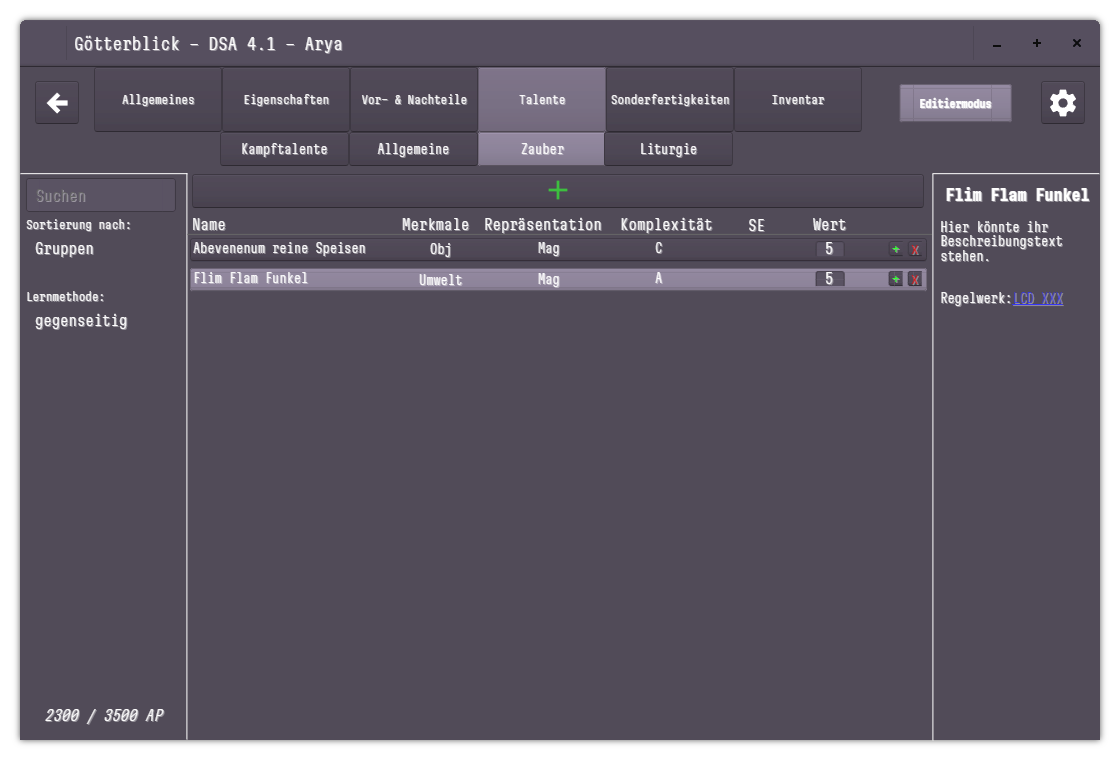 Götterblick - DSA 4.1 - Arya
Allgemeines
Eigenschaften
Vor- & Nachteile
Talente
Sonderfertigkeiten
Inventar
Editiermodus
Kampftalente
Allgemeine
Zauber
Liturgie
Suchen
Sortierung nach:
Gruppen
Lernmethode:
gegenseitig
2300 / 3500 AP
+
Name Merkmale Repräsentation Komplexität SE Wert
Abevenenum reine Speisen Obj Mag C 5 + x
Flim Flam Funkel Umwelt Mag A 5 + x
Flim Flam Funkel
Hier könnte ihr
Beschreibungstext
stehen.
Regelwerk:LCD XXX